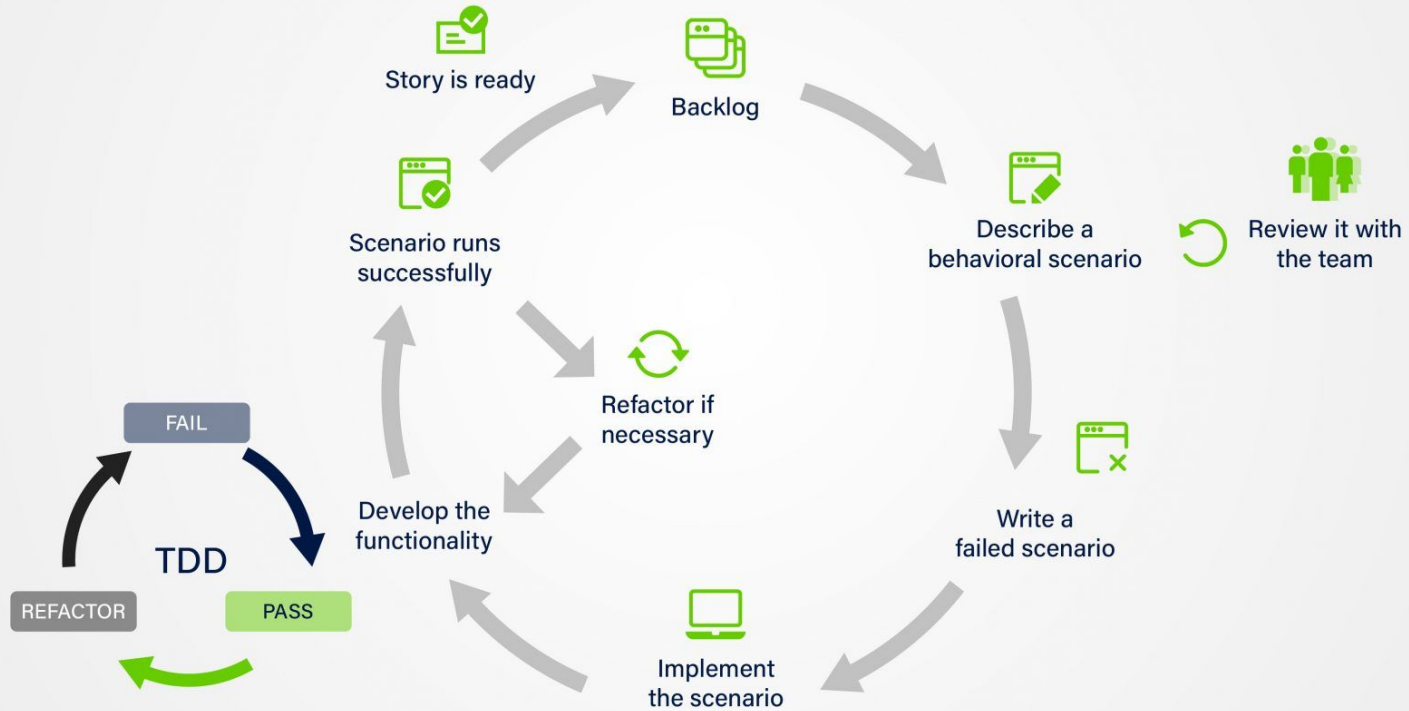 Story is ready
Backlog
Describe a
behavioral scenario
Review it with
the team
Scenario runs
successfully
Refactor if
necessary
Write a
failed scenario
Implement
the scenario
Develop the
functionality
FAIL
TDD
REFACTOR
PASS